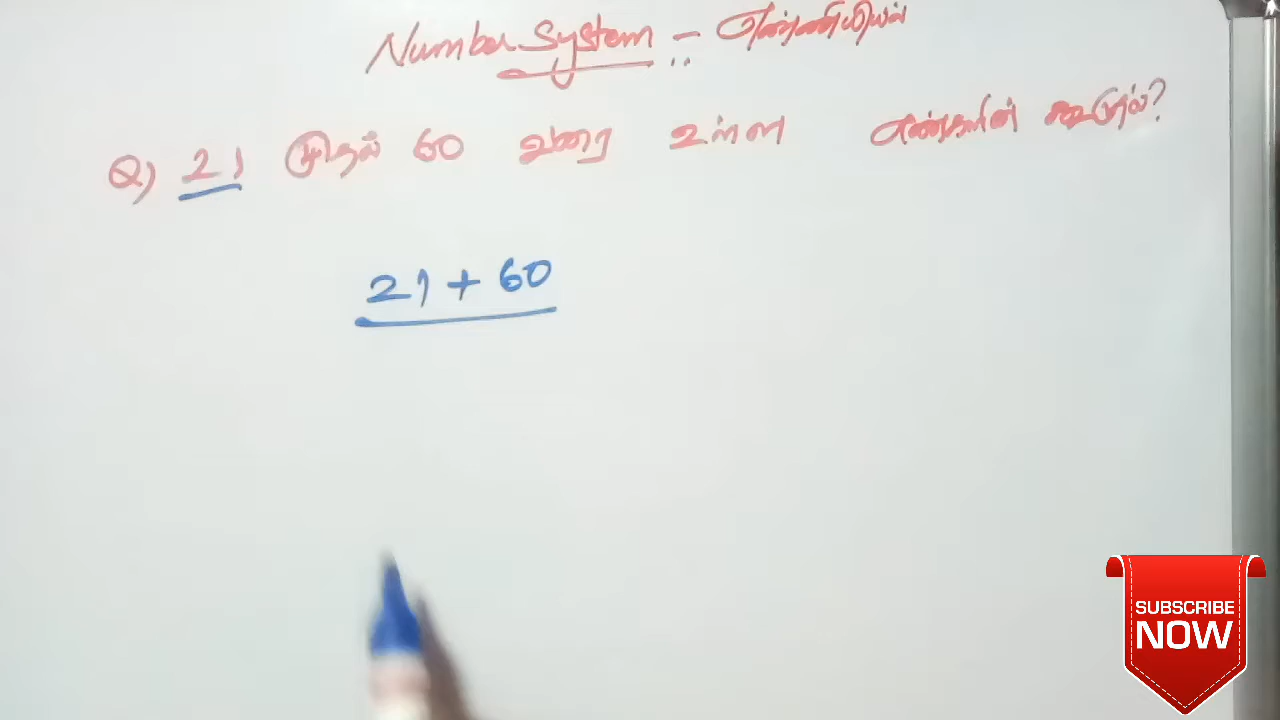 Number System :- எண்ணியியல்
Q) 21 முதல் 60 வரை உள்ள எண்களின் கூடுதல்?
21 + 60
SUBSCRIBE
NOW